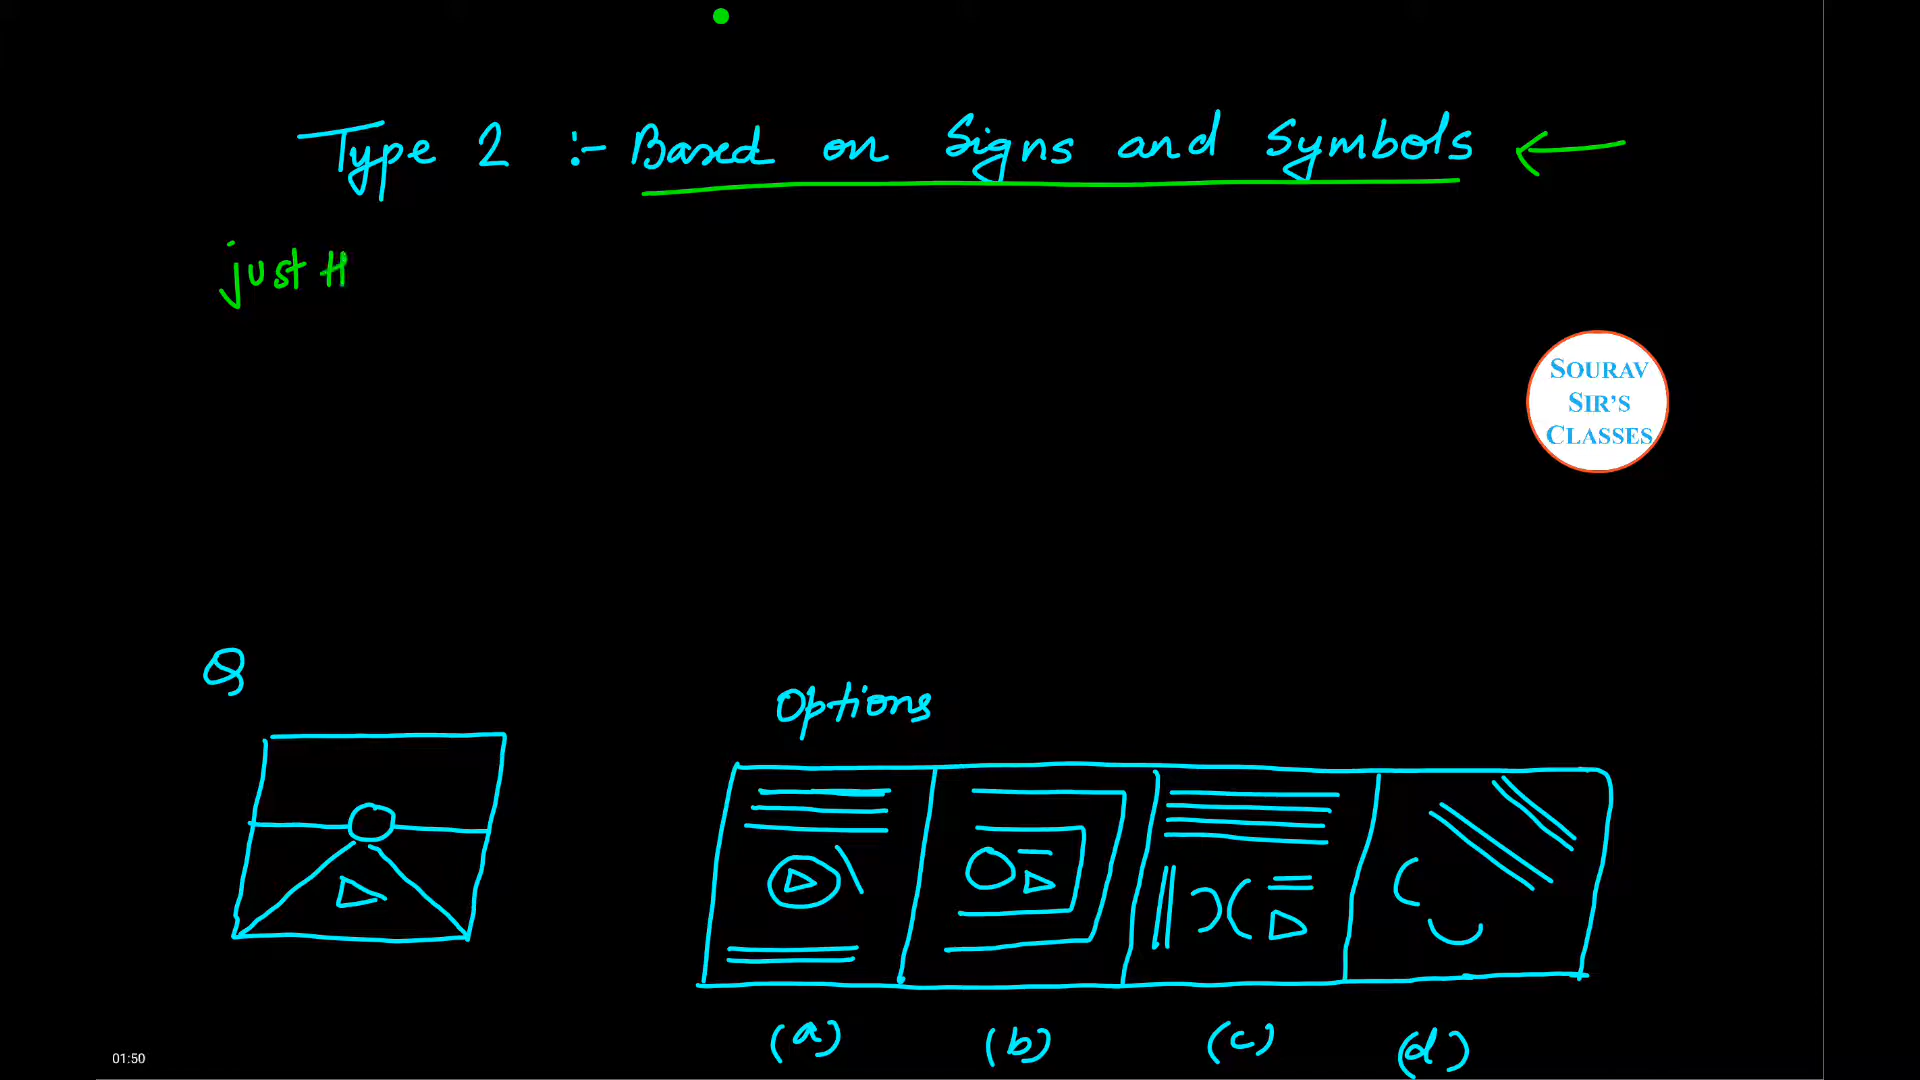 Type 2 :- Based on Signs and Symbols
just H
SOURAV
SIR'S
CLASSES
Q
Options
(a) (b) (c) (d)
01:50